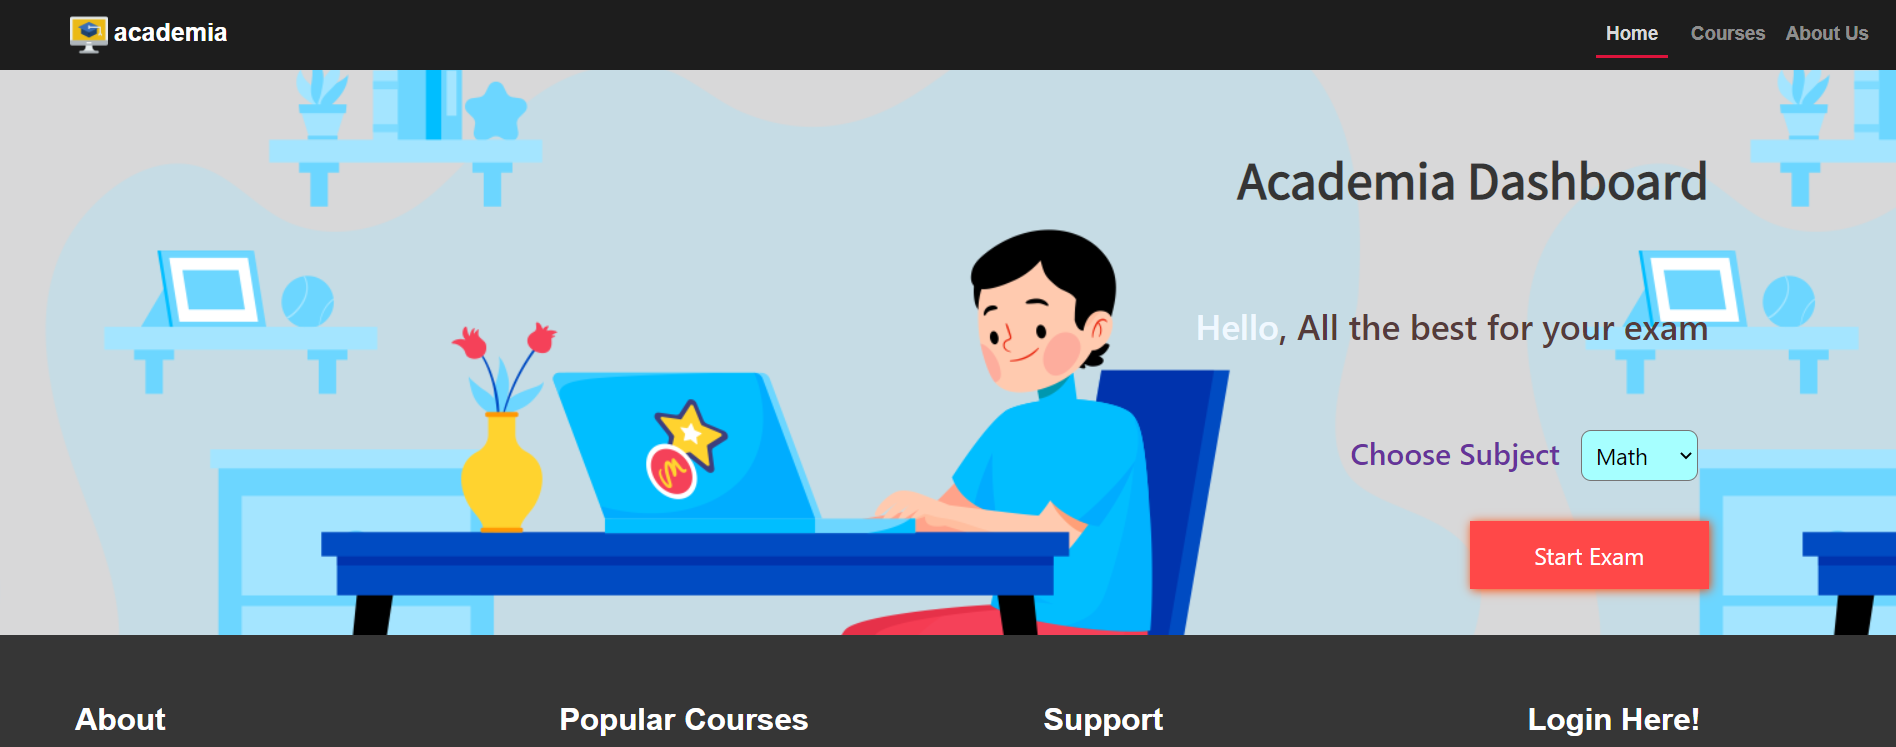 academia
Home Courses About Us
Academia Dashboard
Hello, All the best for your exam
Choose Subject Math
Start Exam
About Popular Courses Support Login Here!